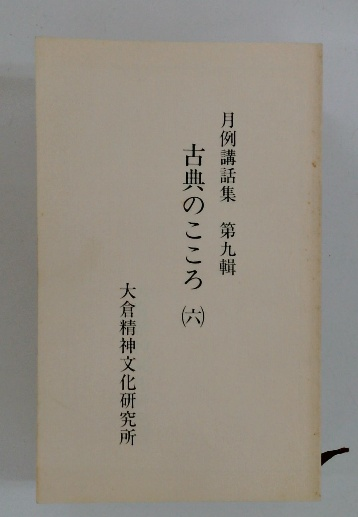 月例講話集　第九輯
古典のこころ㈥
大倉精神文化研究所